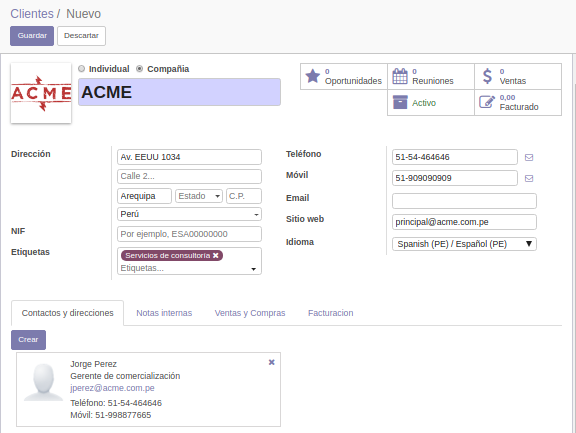 Clientes / Nuevo
Guardar Descartar
ACME
Individual Compañia
ACME
0 Oportunidades
0 Reuniones
0 Ventas
Activo
0,00 Facturado
Dirección
Av. EEUU 1034
Calle 2...
Arequipa Estado C.P.
Perú
NIF
Por ejemplo, ESA00000000
Etiquetas
Servicios de consultoría ✖
Etiquetas...
Teléfono
51-54-464646
Móvil
51-909090909
Email
Sitio web
principal@acme.com.pe
Idioma
Spanish (PE) / Español (PE)
Contactos y direcciones Notas internas Ventas y Compras Facturacion
Crear
Jorge Perez
Gerente de comercialización
jperez@acme.com.pe
Teléfono: 51-54-464646
Móvil: 51-998877665